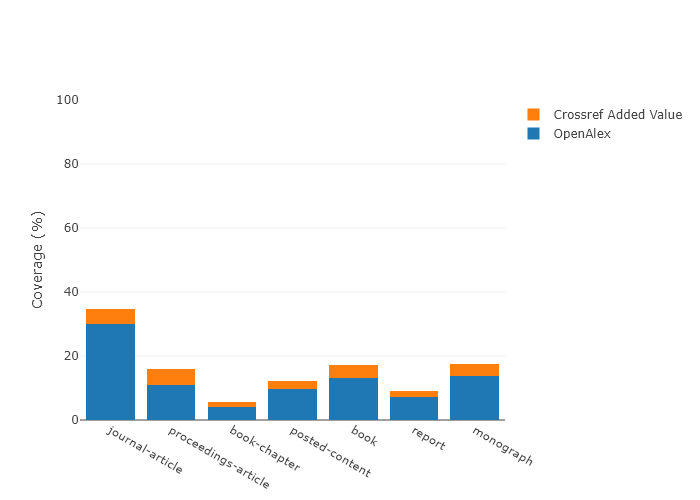 100
80
60
40
20
0
Coverage (%)
Crossref Added Value
OpenAlex
journal-article
proceedings-article
book-chapter
posted-content
book
report
monograph